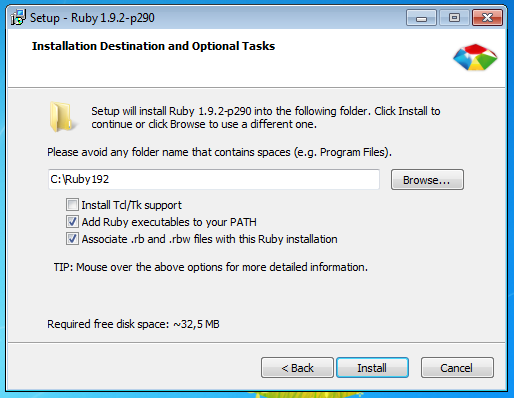 Setup - Ruby 1.9.2-p290
Installation Destination and Optional Tasks
Setup will install Ruby 1.9.2-p290 into the following folder. Click Install to
continue or click Browse to use a different one.
Please avoid any folder name that contains spaces (e.g. Program Files).
C:\Ruby192
Browse...
Install Tcl/Tk support
Add Ruby executables to your PATH
Associate .rb and .rbw files with this Ruby installation
TIP: Mouse over the above options for more detailed information.
Required free disk space: ~32,5 MB
< Back
Install
Cancel